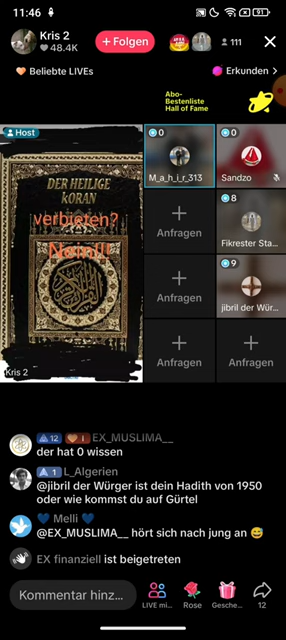 11:46
91
Kris 2
48.4K
+ Folgen
111
Beliebte LIVEs
Erkunden >
Abo-
Bestenliste
Hall of Fame
Host
DER HEILIGE
KORAN
verbieten?
Nein!!!
Kris 2
0
M_a_h_i_r_313
0
Sandzo
Anfragen
8
Fikrester Sta...
Anfragen
9
jibril der Wür...
Anfragen
Anfragen
12 I EX_MUSLIMA__
der hat 0 wissen
1 L_Algerien
@jibril der Würger ist dein Hadith von 1950
oder wie kommst du auf Gürtel
Melli
@EX_MUSLIMA__ hört sich nach jung an
EX finanziell ist beigetreten
Kommentar hinz...
LIVE mi...
Rose
Gesche...
12